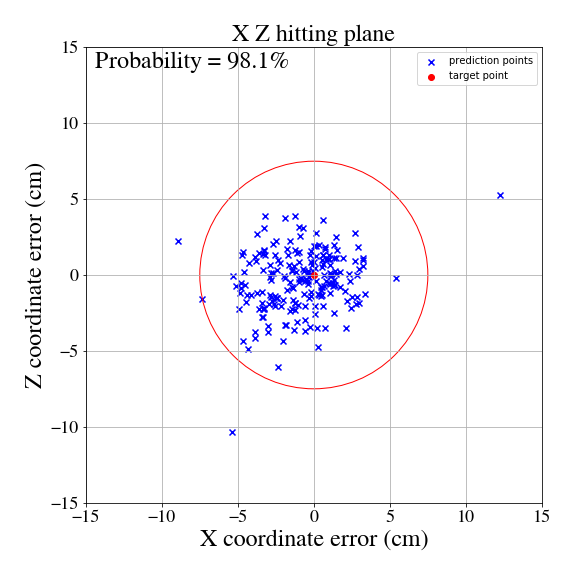 X Z hitting plane
Probability = 98.1%
prediction points
target point
Z coordinate error (cm)
15
10
5
0
−5
−10
−15
−15 −10 −5 0 5 10 15
X coordinate error (cm)